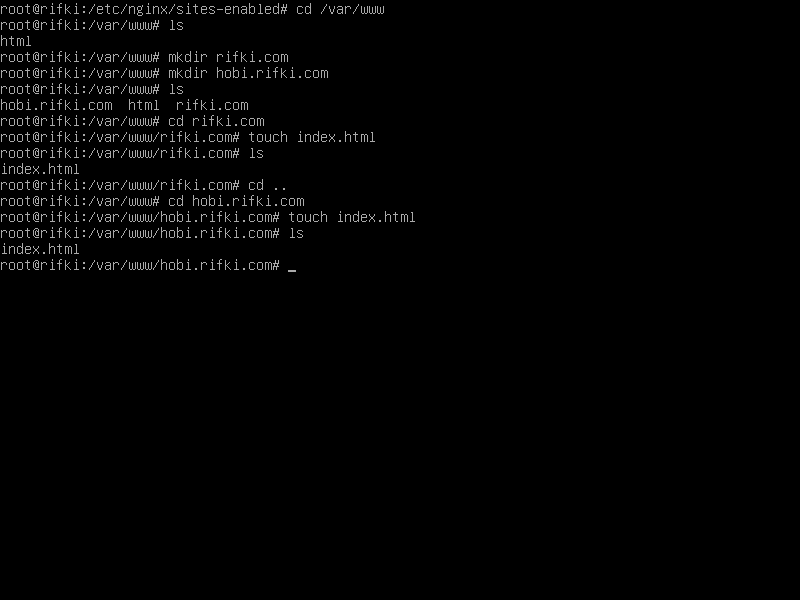 root@rifki:/etc/nginx/sites-enabled# cd /var/www
root@rifki:/var/www# ls
html
root@rifki:/var/www# mkdir rifki.com
root@rifki:/var/www# mkdir hobi.rifki.com
root@rifki:/var/www# ls
hobi.rifki.com  html  rifki.com
root@rifki:/var/www# cd rifki.com
root@rifki:/var/www/rifki.com# touch index.html
root@rifki:/var/www/rifki.com# ls
index.html
root@rifki:/var/www/rifki.com# cd ..
root@rifki:/var/www# cd hobi.rifki.com
root@rifki:/var/www/hobi.rifki.com# touch index.html
root@rifki:/var/www/hobi.rifki.com# ls
index.html
root@rifki:/var/www/hobi.rifki.com# _